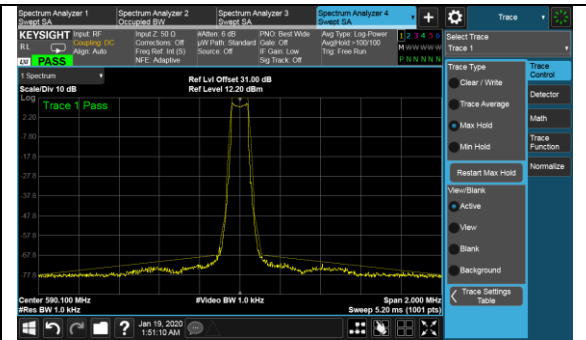 Spectrum Analyzer 1
Swept SA
Spectrum Analyzer 2
Occupied BW
Spectrum Analyzer 3
Swept SA
Spectrum Analyzer 4
Swept SA
Trace
KEYSIGHT
Input: RF
Coupling: DC
Align: Auto
R L
LXI
PASS
Input Z: 50 Ω
Corrections: Off
Freq Ref: Int (S)
NFE: Adaptive
#Atten: 6 dB
µW Path: Standard
Source: Off
PNO: Best Wide
Gate: Off
IF Gain: Low
Sig Track: Off
Avg Type: Log-Power
Avg|Hold >100/100
Trig: Free Run
1 2 3 4 5 6
M W W W W W
P N N N N N
Select Trace
Trace 1
1 Spectrum
Scale/Div 10 dB
Ref Lvl Offset 31.00 dB
Ref Level 12.20 dBm
Log
Trace 1 Pass
2.20
-7.80
-17.8
-27.8
-37.8
-47.8
-57.8
-67.8
-77.8
Center 590.100 MHz
#Res BW 1.0 kHz
#Video BW 1.0 kHz
Span 2.000 MHz
Sweep 5.20 ms (1001 pts)
Trace Type
Clear / Write
Trace Average
Max Hold
Min Hold
Restart Max Hold
View/Blank
Active
View
Blank
Background
Trace Settings
Table
Trace
Control
Detector
Math
Trace
Function
Normalize
Jan 19, 2020
1:51:10 AM